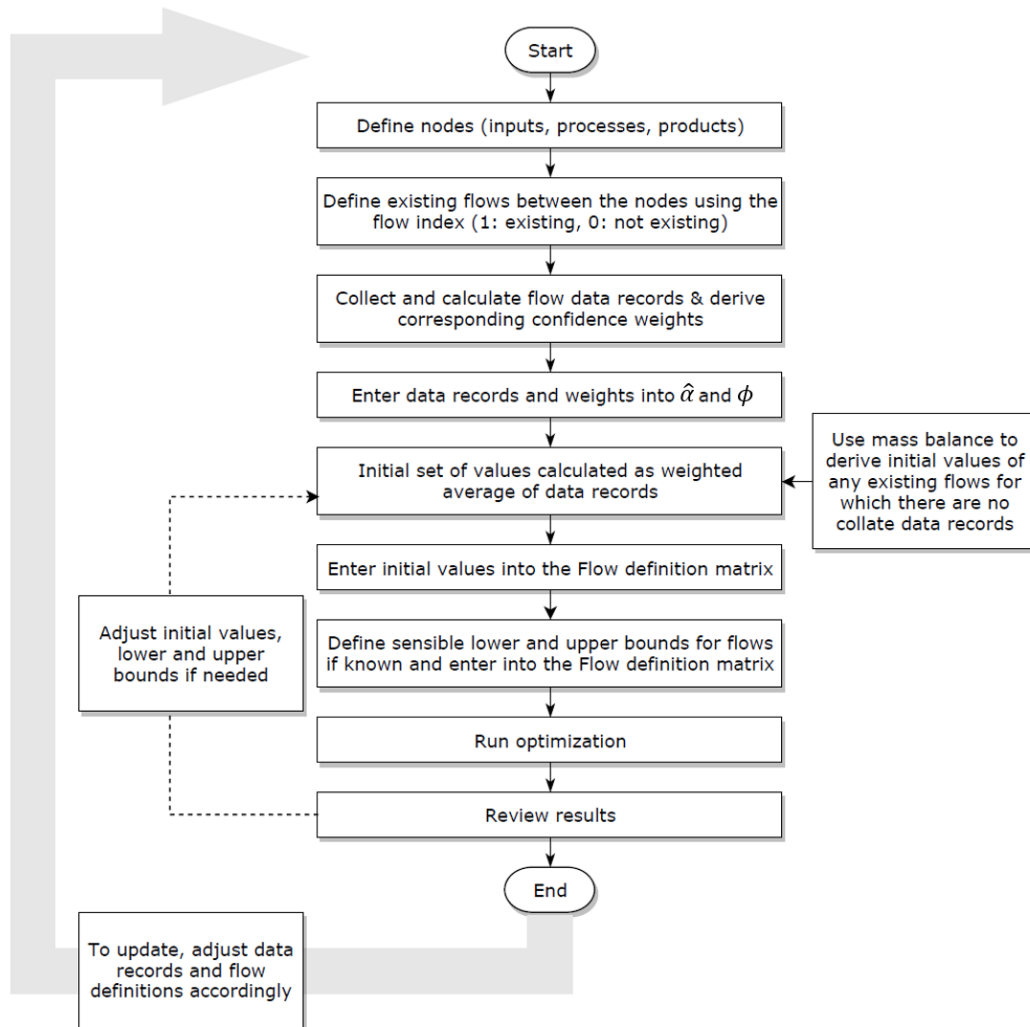 Start
Define nodes (inputs, processes, products)
Define existing flows between the nodes using the
flow index (1: existing, 0: not existing)
Collect and calculate flow data records & derive
corresponding confidence weights
Enter data records and weights into α̂ and ϕ
Use mass balance to
derive initial values of
any existing flows for
which there are no
collate data records
Initial set of values calculated as weighted
average of data records
Enter initial values into the Flow definition matrix
Adjust initial values,
lower and upper
bounds if needed
Define sensible lower and upper bounds for flows
if known and enter into the Flow definition matrix
Run optimization
Review results
End
To update, adjust data
records and flow
definitions accordingly